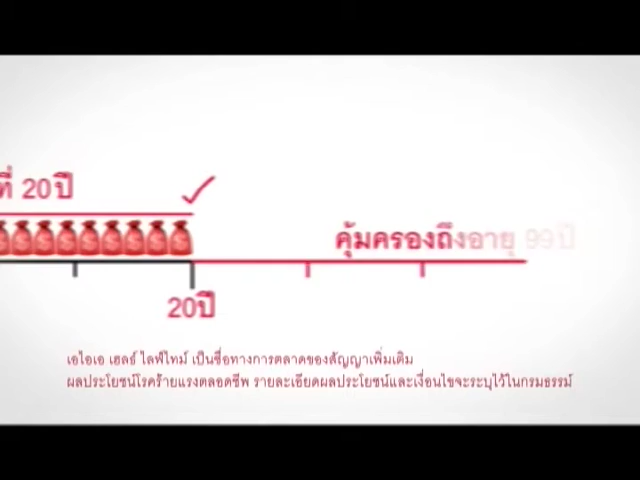 ที่ 20 ปี
คุ้มครองถึงอายุ 99 ปี
20 ปี
เอไอเอ เฮลธ์ ไลฟ์ไทม์ เป็นชื่อทางการตลาดของสัญญาเพิ่มเติม
ผลประโยชน์โรคร้ายแรงตลอดชีพ รายละเอียดผลประโยชน์และเงื่อนไขจะระบุไว้ในกรมธรรม์